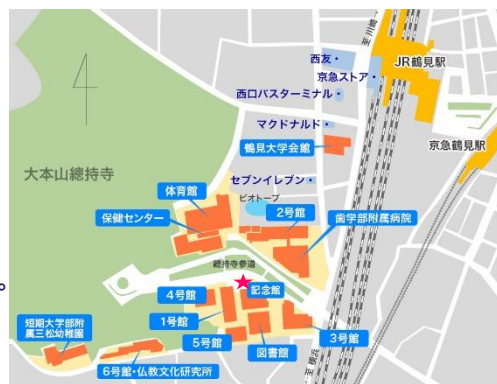 至 川崎
JR鶴見駅
西友
京急ストア
西口バスターミナル
マクドナルド
鶴見大学会館
京急鶴見駅
大本山總持寺
セブンイレブン
体育館
ビオトープ
保健センター
2号館
歯学部附属病院
總持寺参道
記念館
4号館
1号館
短期大学部附
属三松幼稚園
5号館
図書館
3号館
6号館・仏教文化研究所
至 横浜